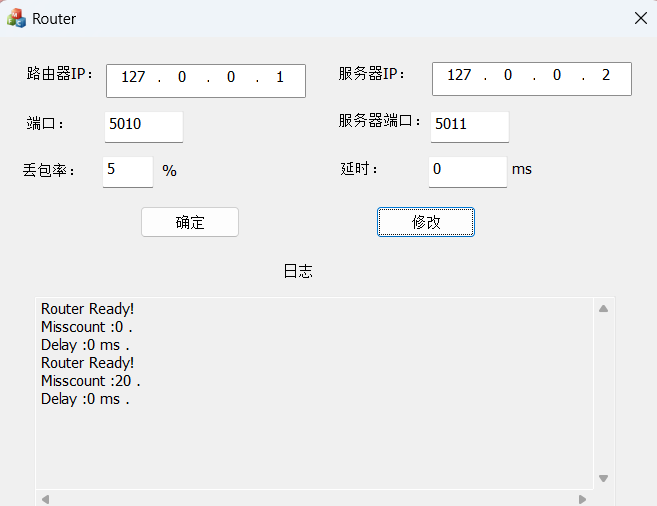 Router
路由器IP： 127 . 0 . 0 . 1 服务器IP： 127 . 0 . 0 . 2
端口： 5010 服务器端口： 5011
丢包率： 5 % 延时： 0 ms
确定 修改
日志
Router Ready!
Misscount :0 .
Delay :0 ms .
Router Ready!
Misscount :20 .
Delay :0 ms .